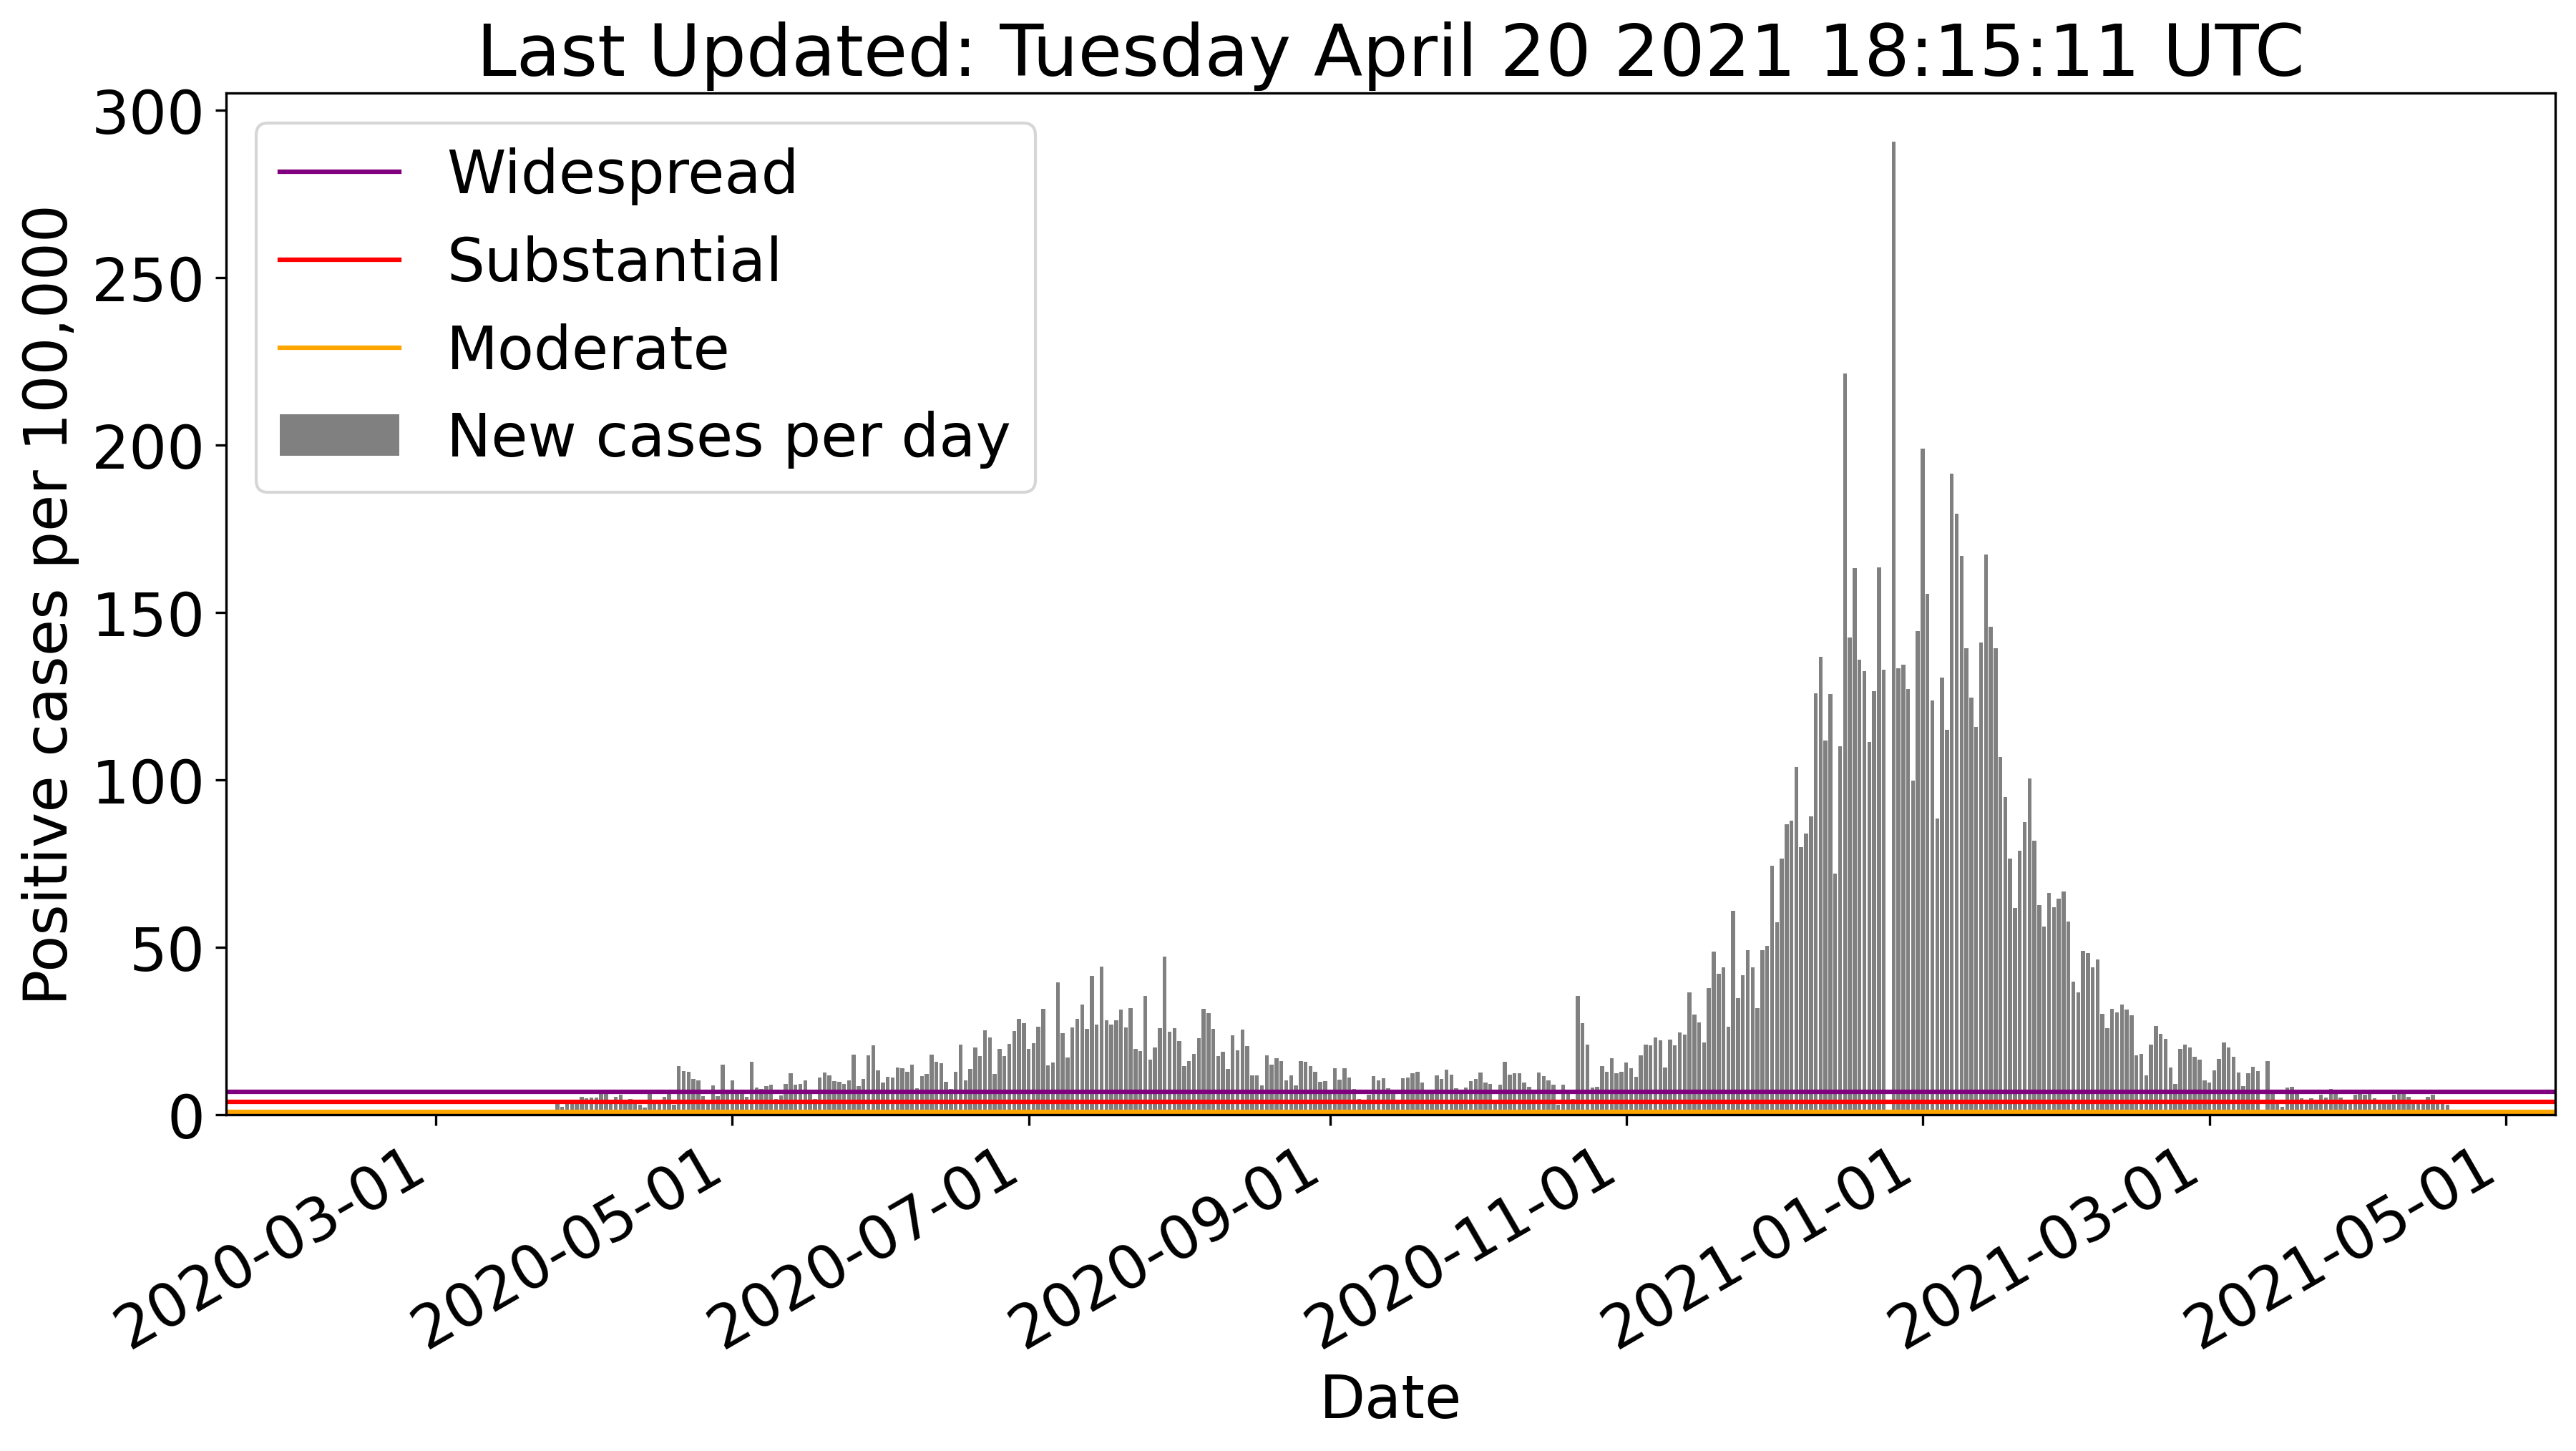 Last Updated: Tuesday April 20 2021 18:15:11 UTC
Positive cases per 100,000
300
250
200
150
100
50
0
Widespread
Substantial
Moderate
New cases per day
2020-03-01
2020-05-01
2020-07-01
2020-09-01
2020-11-01
2021-01-01
2021-03-01
2021-05-01
Date